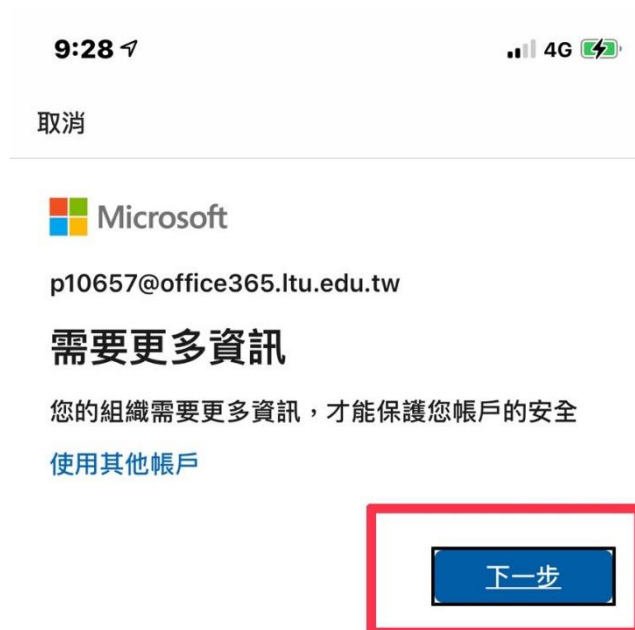 9:28 4G
取消
Microsoft
p10657@office365.ltu.edu.tw
需要更多資訊
您的組織需要更多資訊，才能保護您帳戶的安全
使用其他帳戶
下一步